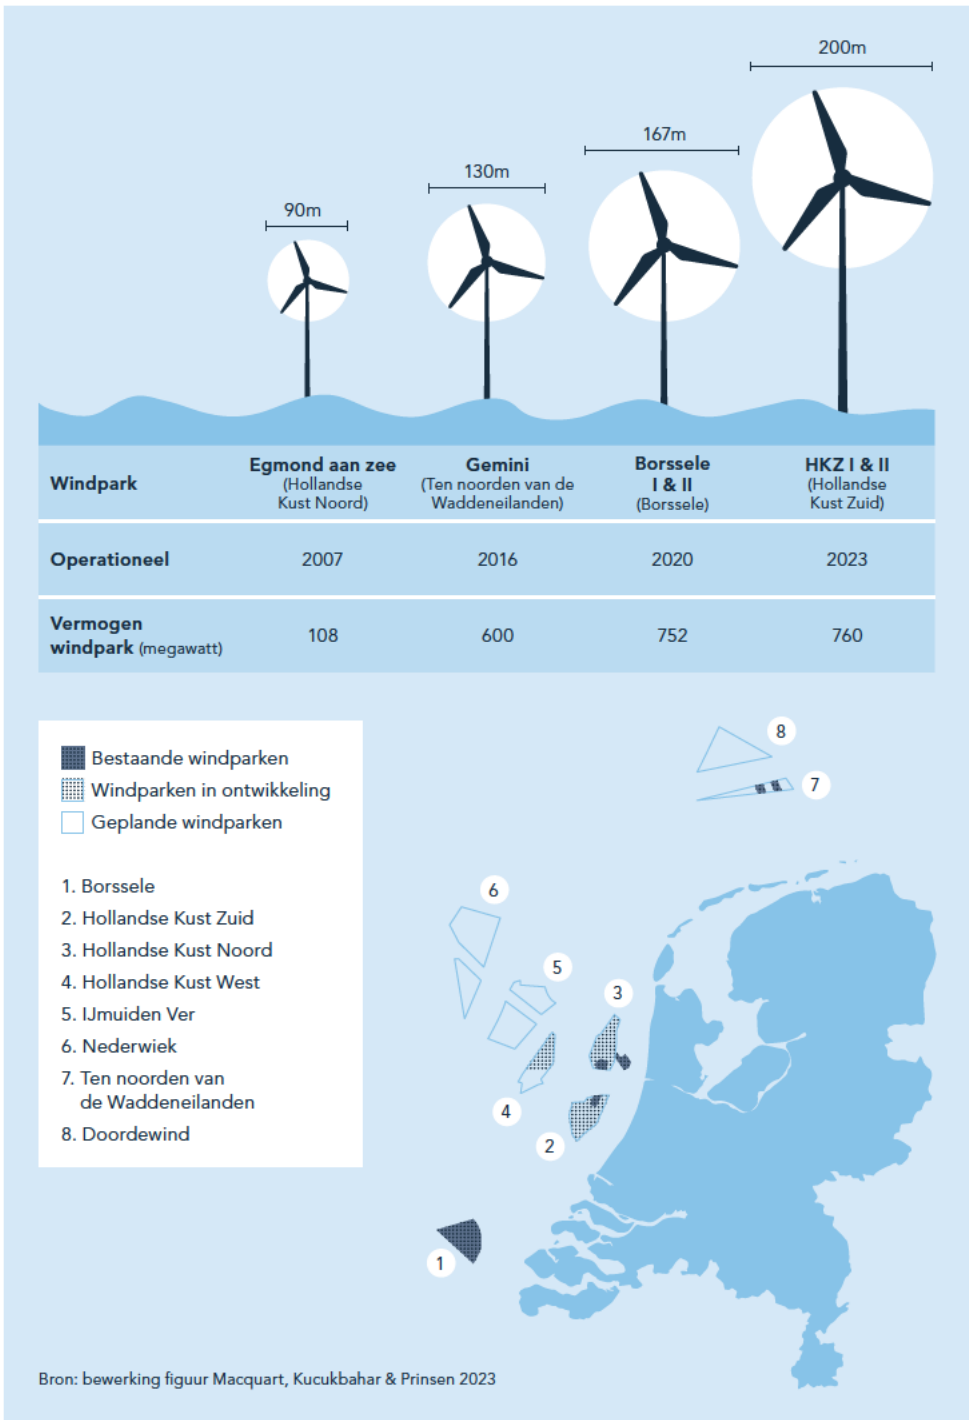 200m
167m
130m
90m
Windpark
Egmond aan zee
(Hollandse
Kust Noord)
Gemini
(Ten noorden van de
Waddeneilanden)
Borssele
I & II
(Borssele)
HKZ I & II
(Hollandse
Kust Zuid)
Operationeel 2007 2016 2020 2023
Vermogen
windpark (megawatt) 108 600 752 760
Bestaande windparken
Windparken in ontwikkeling
Geplande windparken
1. Borssele
2. Hollandse Kust Zuid
3. Hollandse Kust Noord
4. Hollandse Kust West
5. IJmuiden Ver
6. Nederwiek
7. Ten noorden van
de Waddeneilanden
8. Doordewind
8
7
6
5
3
4
2
1
Bron: bewerking figuur Macquart, Kucukbahar & Prinsen 2023